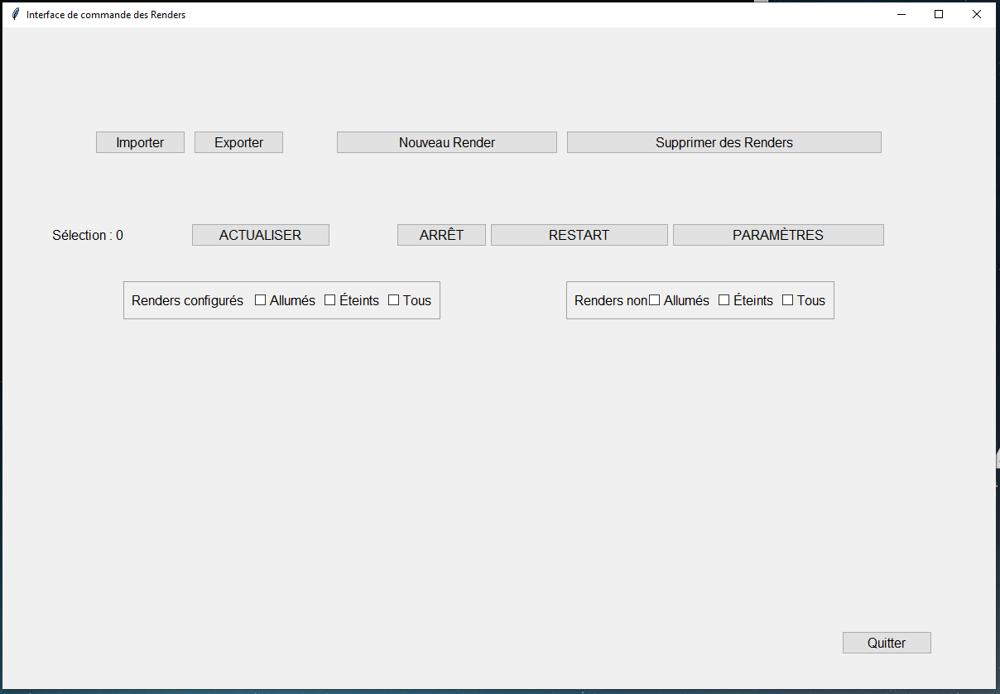 Interface de commande des Renders
Importer Exporter Nouveau Render Supprimer des Renders
Sélection : 0 ACTUALISER ARRÊT RESTART PARAMÈTRES
Renders configurés Allumés Éteints Tous Renders non Allumés Éteints Tous
Quitter